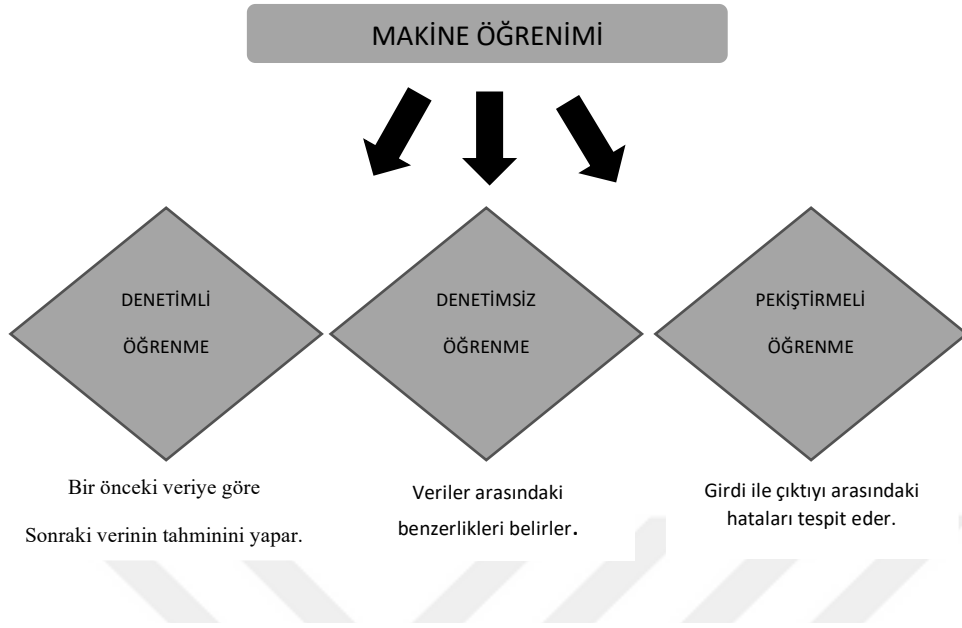 MAKİNE ÖĞRENİMİ
DENETİMLİ
ÖĞRENME
DENETİMSİZ
ÖĞRENME
PEKİŞTİRMELİ
ÖĞRENME
Bir önceki veriye göre
Sonraki verinin tahminini yapar.
Veriler arasındaki
benzerlikleri belirler.
Girdi ile çıktıyı arasındaki
hataları tespit eder.